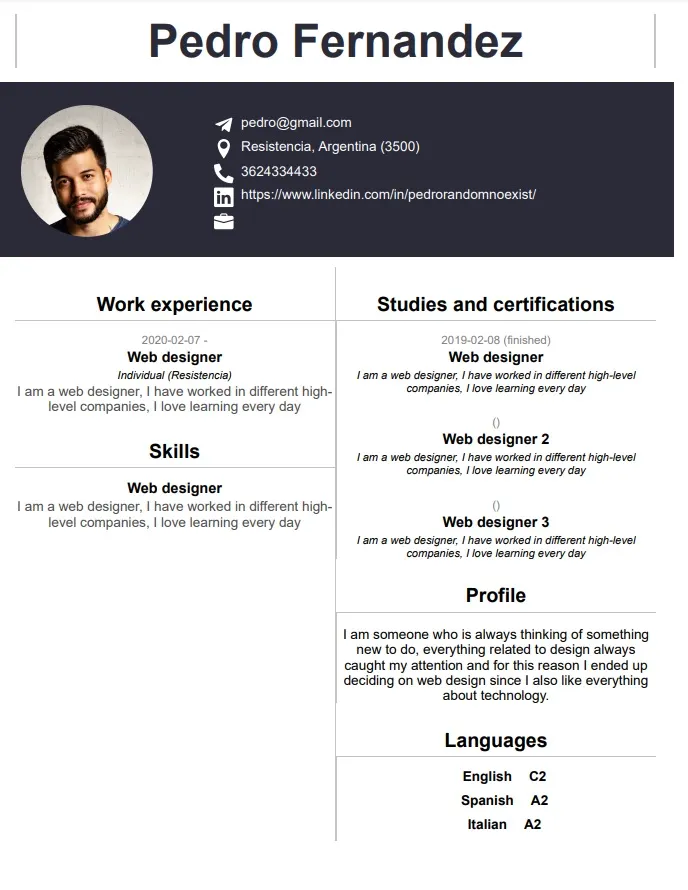 Pedro Fernandez
pedro@gmail.com
Resistencia, Argentina (3500)
3624334433
https://www.linkedin.com/in/pedrorandomnoexist/
Work experience
2020-02-07 -
Web designer
Individual (Resistencia)
I am a web designer, I have worked in different high-
level companies, I love learning every day
Skills
Web designer
I am a web designer, I have worked in different high-
level companies, I love learning every day
Studies and certifications
2019-02-08 (finished)
Web designer
I am a web designer, I have worked in different high-level
companies, I love learning every day
()
Web designer 2
I am a web designer, I have worked in different high-level
companies, I love learning every day
()
Web designer 3
I am a web designer, I have worked in different high-level
companies, I love learning every day
Profile
I am someone who is always thinking of something
new to do, everything related to design always
caught my attention and for this reason I ended up
deciding on web design since I also like everything
about technology.
Languages
English C2
Spanish A2
Italian A2